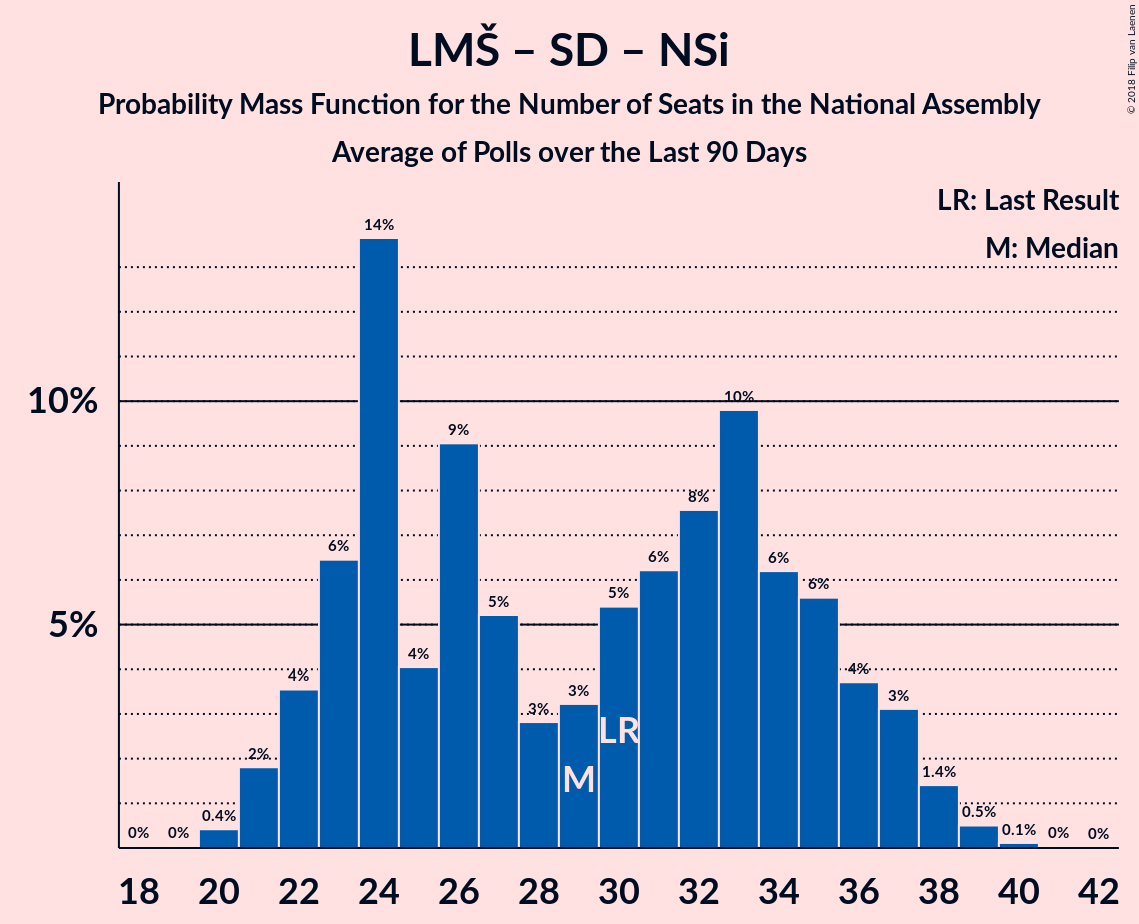 LMŠ – SD – NSi
Probability Mass Function for the Number of Seats in the National Assembly
Average of Polls over the Last 90 Days
© 2018 Filip van Laenen
LR: Last Result
M: Median
10%
5%
0% 0% 0.4% 2% 4% 6% 14% 4% 9% 5% 3% 3% 5% 6% 8% 10% 6% 6% 4% 3% 1.4% 0.5% 0.1% 0% 0%
LR
M
18 20 22 24 26 28 30 32 34 36 38 40 42